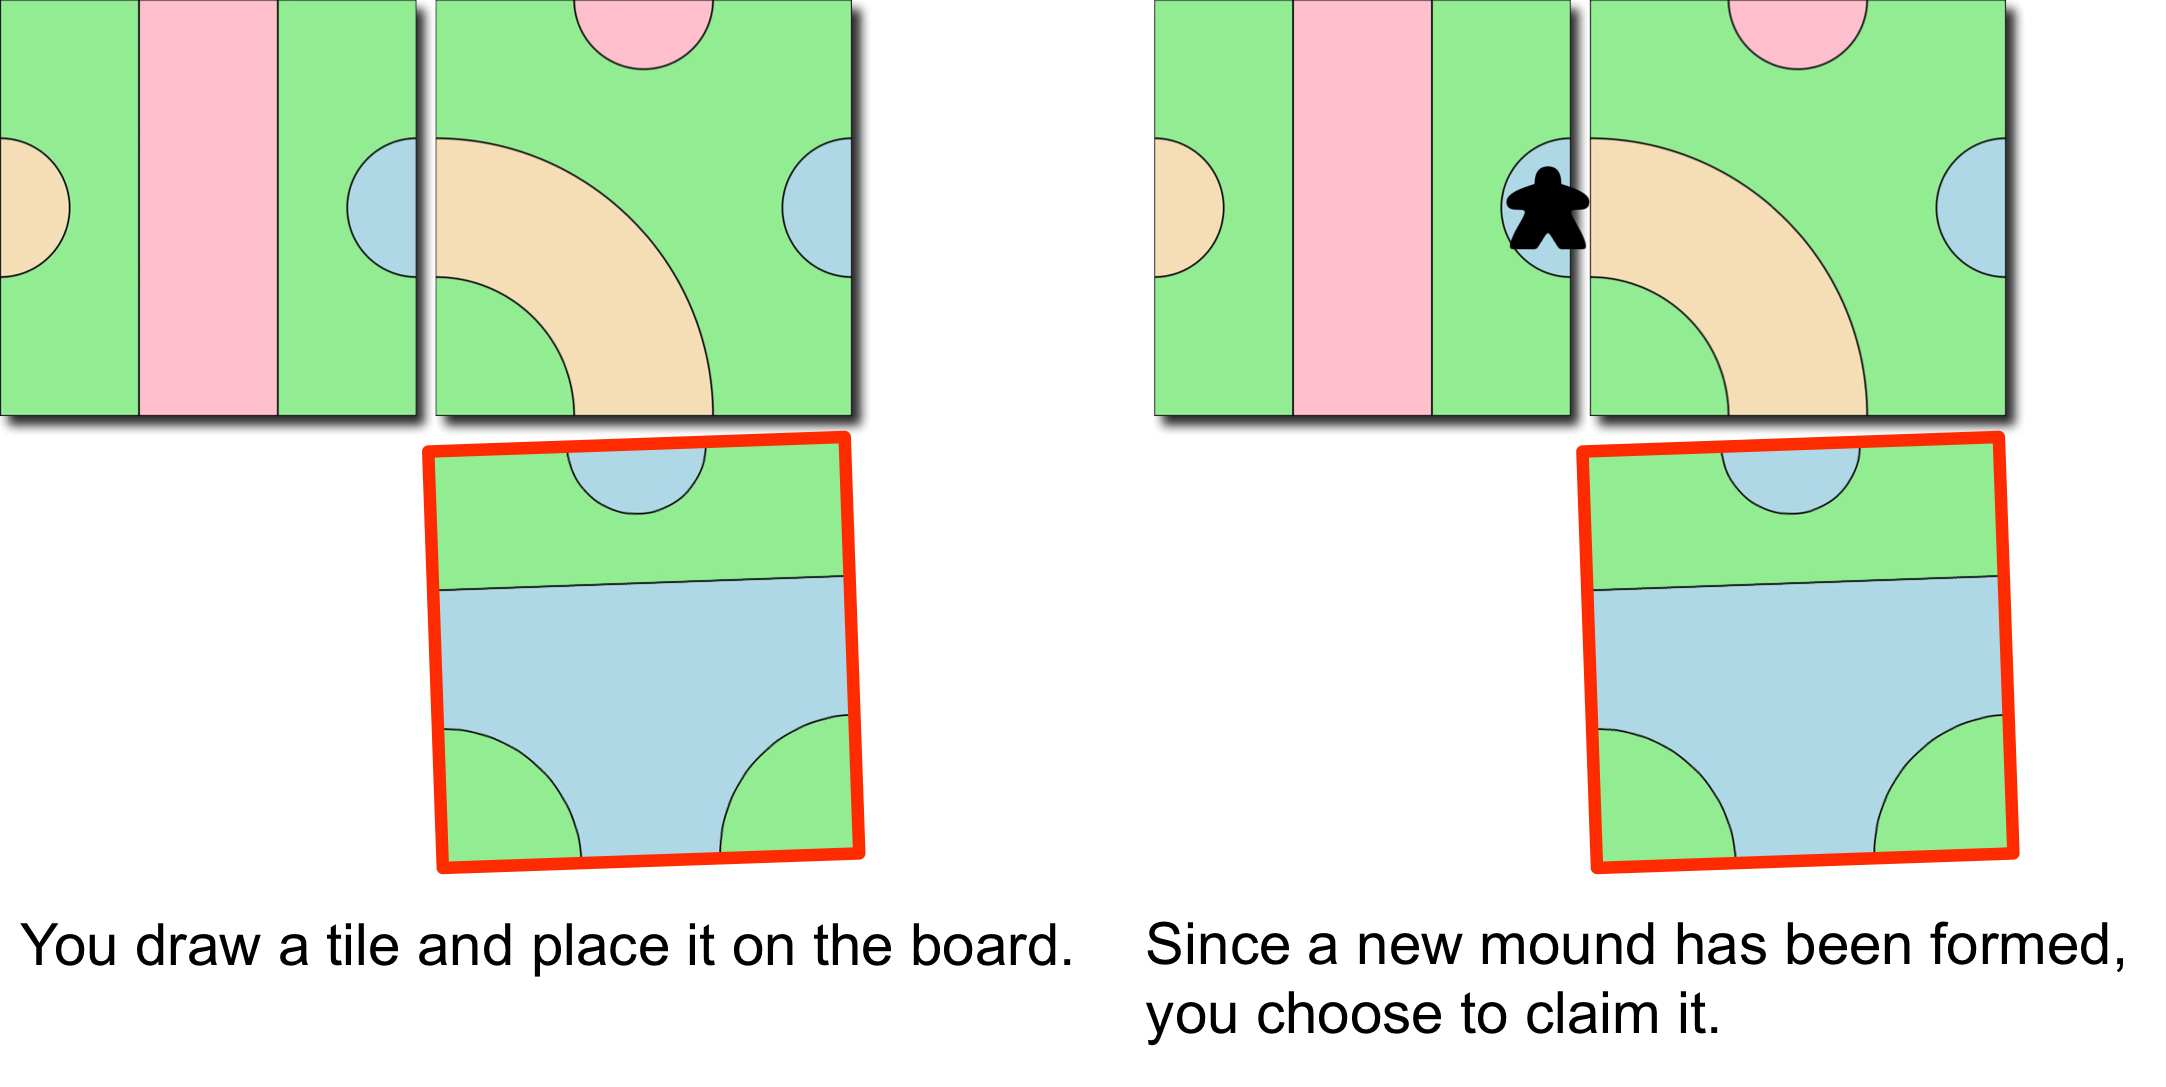 You draw a tile and place it on the board.
Since a new mound has been formed,
you choose to claim it.